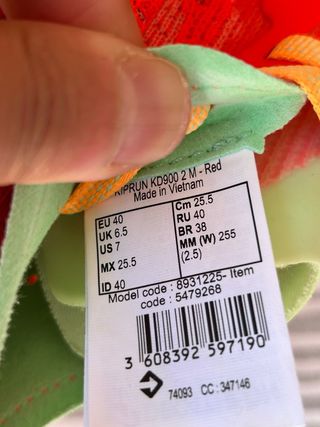 KIPRUN KD900 2 M - Red
Made in Vietnam
EU 40
UK 6.5
US 7
MX 25.5
ID 40
Cm 25.5
RU 40
BR 38
MM (W) 255
(2.5)
Model code : 8931225- Item
code : 5479268
3 608392 597190
74093 CC : 347146